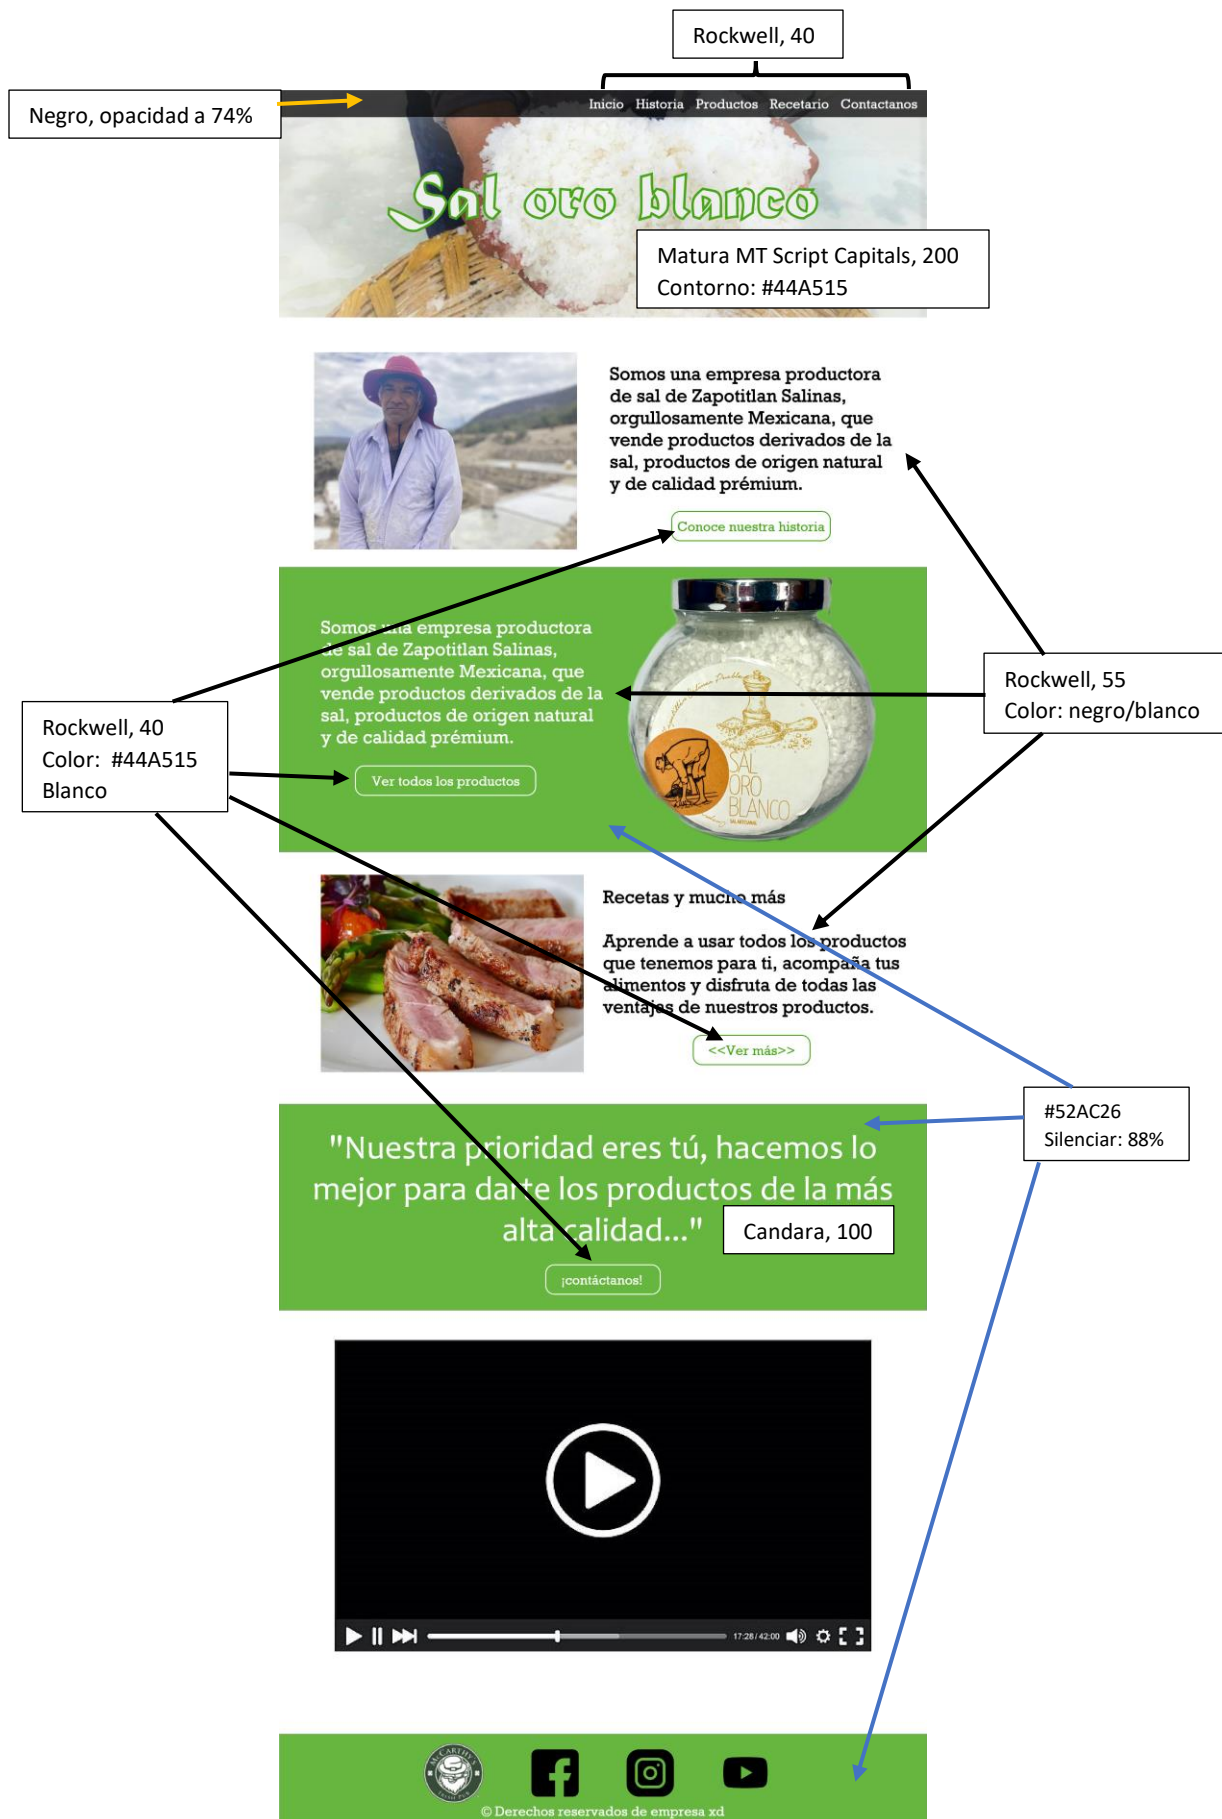 Rockwell, 40
Negro, opacidad a 74%
Inicio Historia Productos Recetario Contactanos
Sal oro blanco
Matura MT Script Capitals, 200
Contorno: #44A515
Somos una empresa productora
de sal de Zapotitlan Salinas,
orgullosamente Mexicana, que
vende productos derivados de la
sal, productos de origen natural
y de calidad prémium.
Conoce nuestra historia
Somos una empresa productora
de sal de Zapotitlan Salinas,
orgullosamente Mexicana, que
vende productos derivados de la
sal, productos de origen natural
y de calidad prémium.
Ver todos los productos
SAL
ORO
BLANCO
SAL ARTESANAL
Rockwell, 55
Color: negro/blanco
Rockwell, 40
Color: #44A515
Blanco
Recetas y mucho más
Aprende a usar todos los productos
que tenemos para ti, acompaña tus
alimentos y disfruta de todas las
ventajas de nuestros productos.
<<Ver más>>
#52AC26
Silenciar: 88%
"Nuestra prioridad eres tú, hacemos lo
mejor para darte los productos de la más
alta calidad..."
Candara, 100
¡contáctanos!
17:28 / 42:00
McCARTHY'S
IRISH PUB
© Derechos reservados de empresa xd